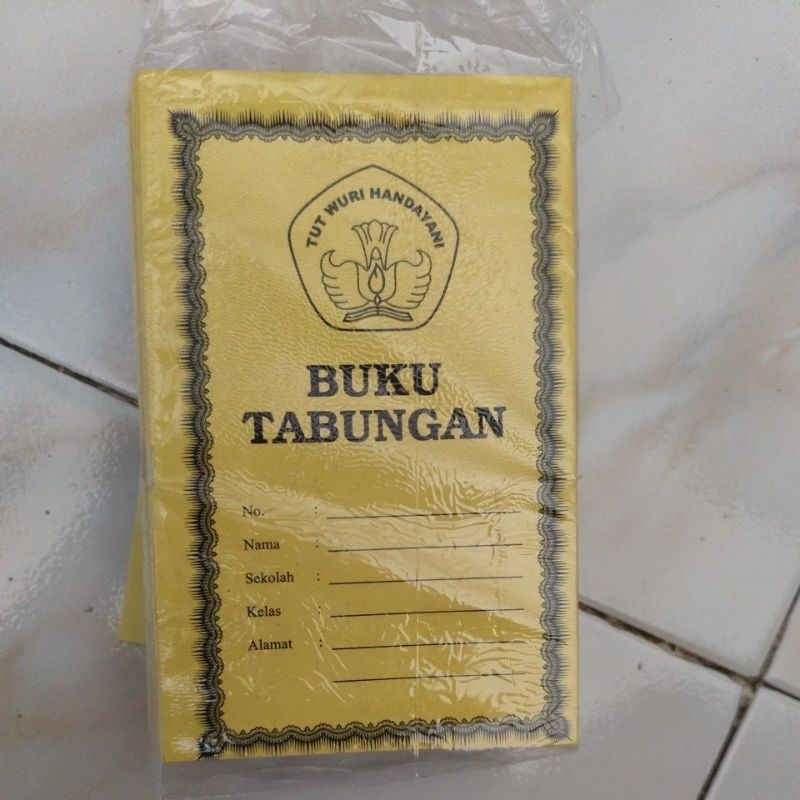 TUT WURI HANDAYANI
BUKU
TABUNGAN
No. :
Nama :
Sekolah :
Kelas :
Alamat :